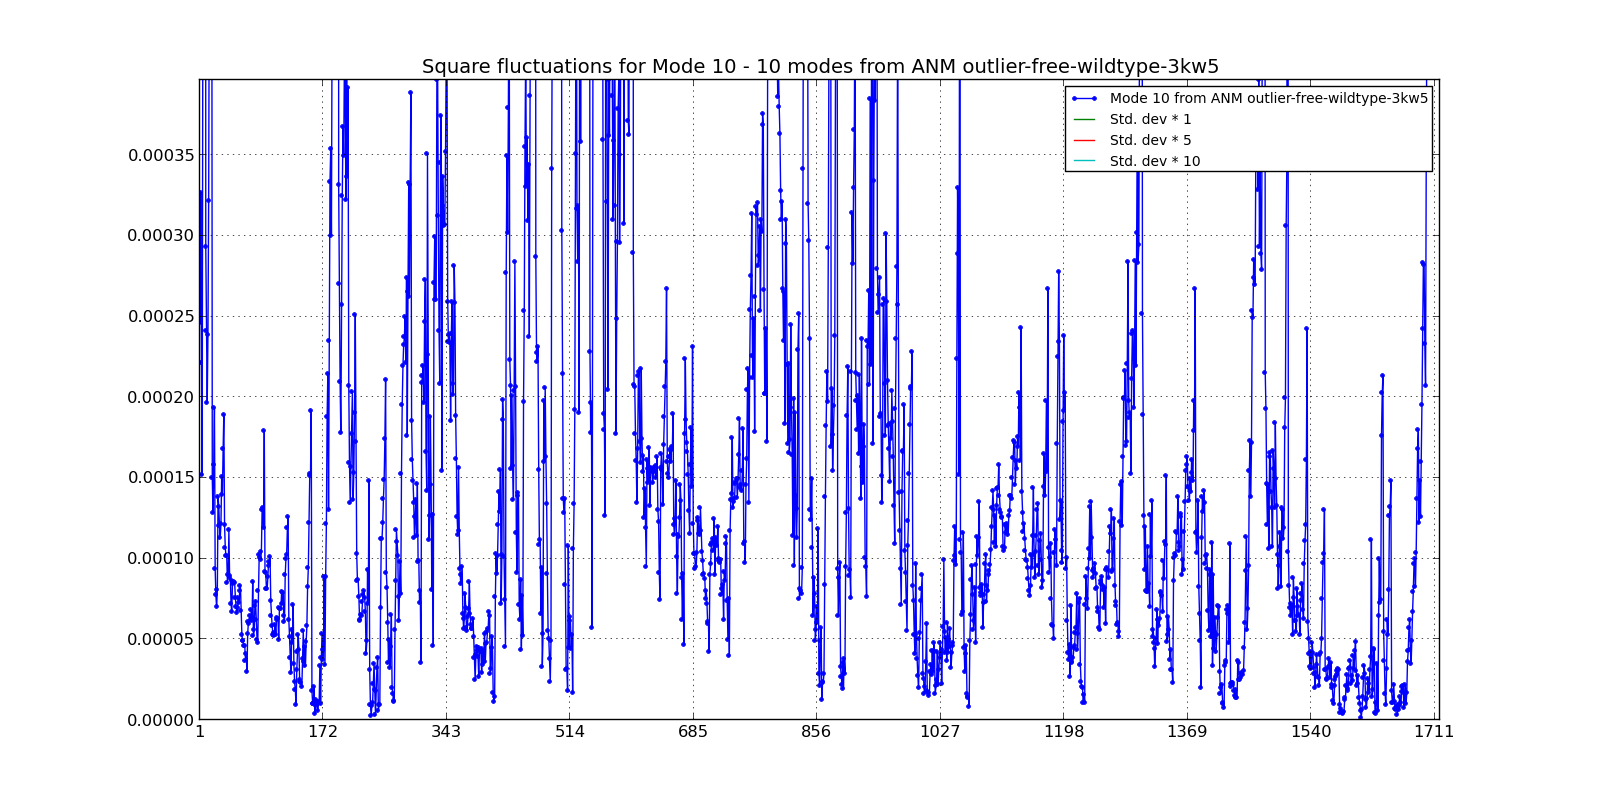 Square fluctuations for Mode 10 - 10 modes from ANM outlier-free-wildtype-3kw5
Mode 10 from ANM outlier-free-wildtype-3kw5
Std. dev * 1
Std. dev * 5
Std. dev * 10
0.00035
0.00030
0.00025
0.00020
0.00015
0.00010
0.00005
0.00000
1 172 343 514 685 856 1027 1198 1369 1540 1711